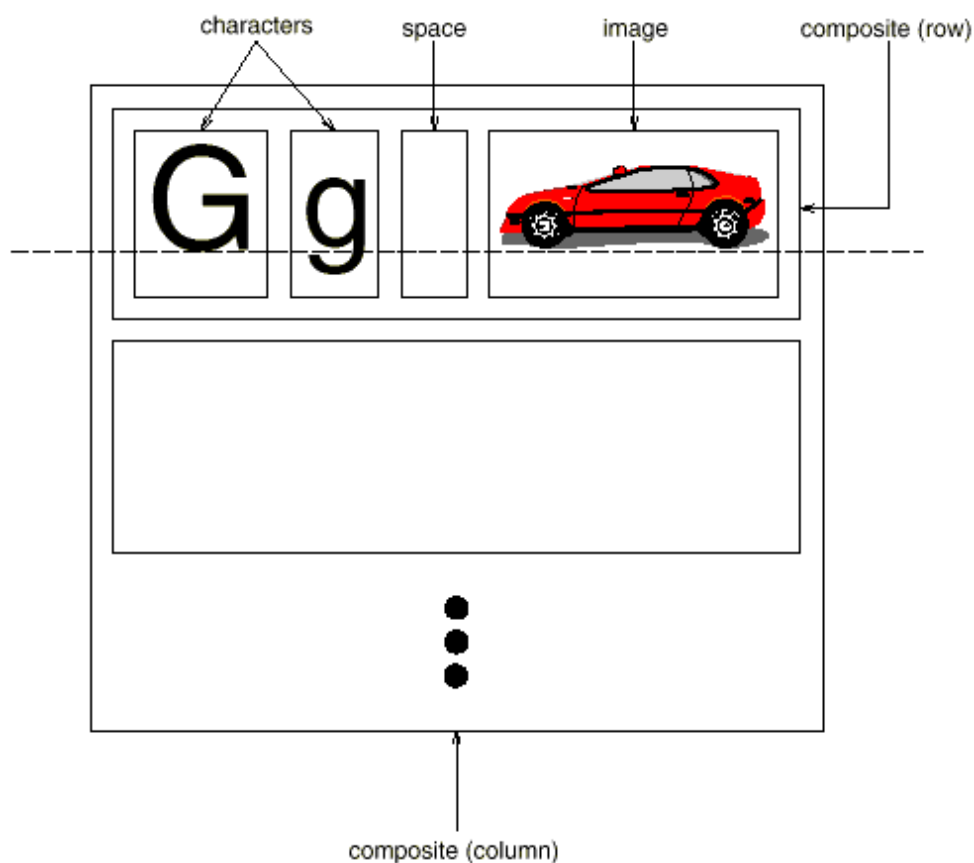 characters
space
image
composite (row)
G
g
composite (column)